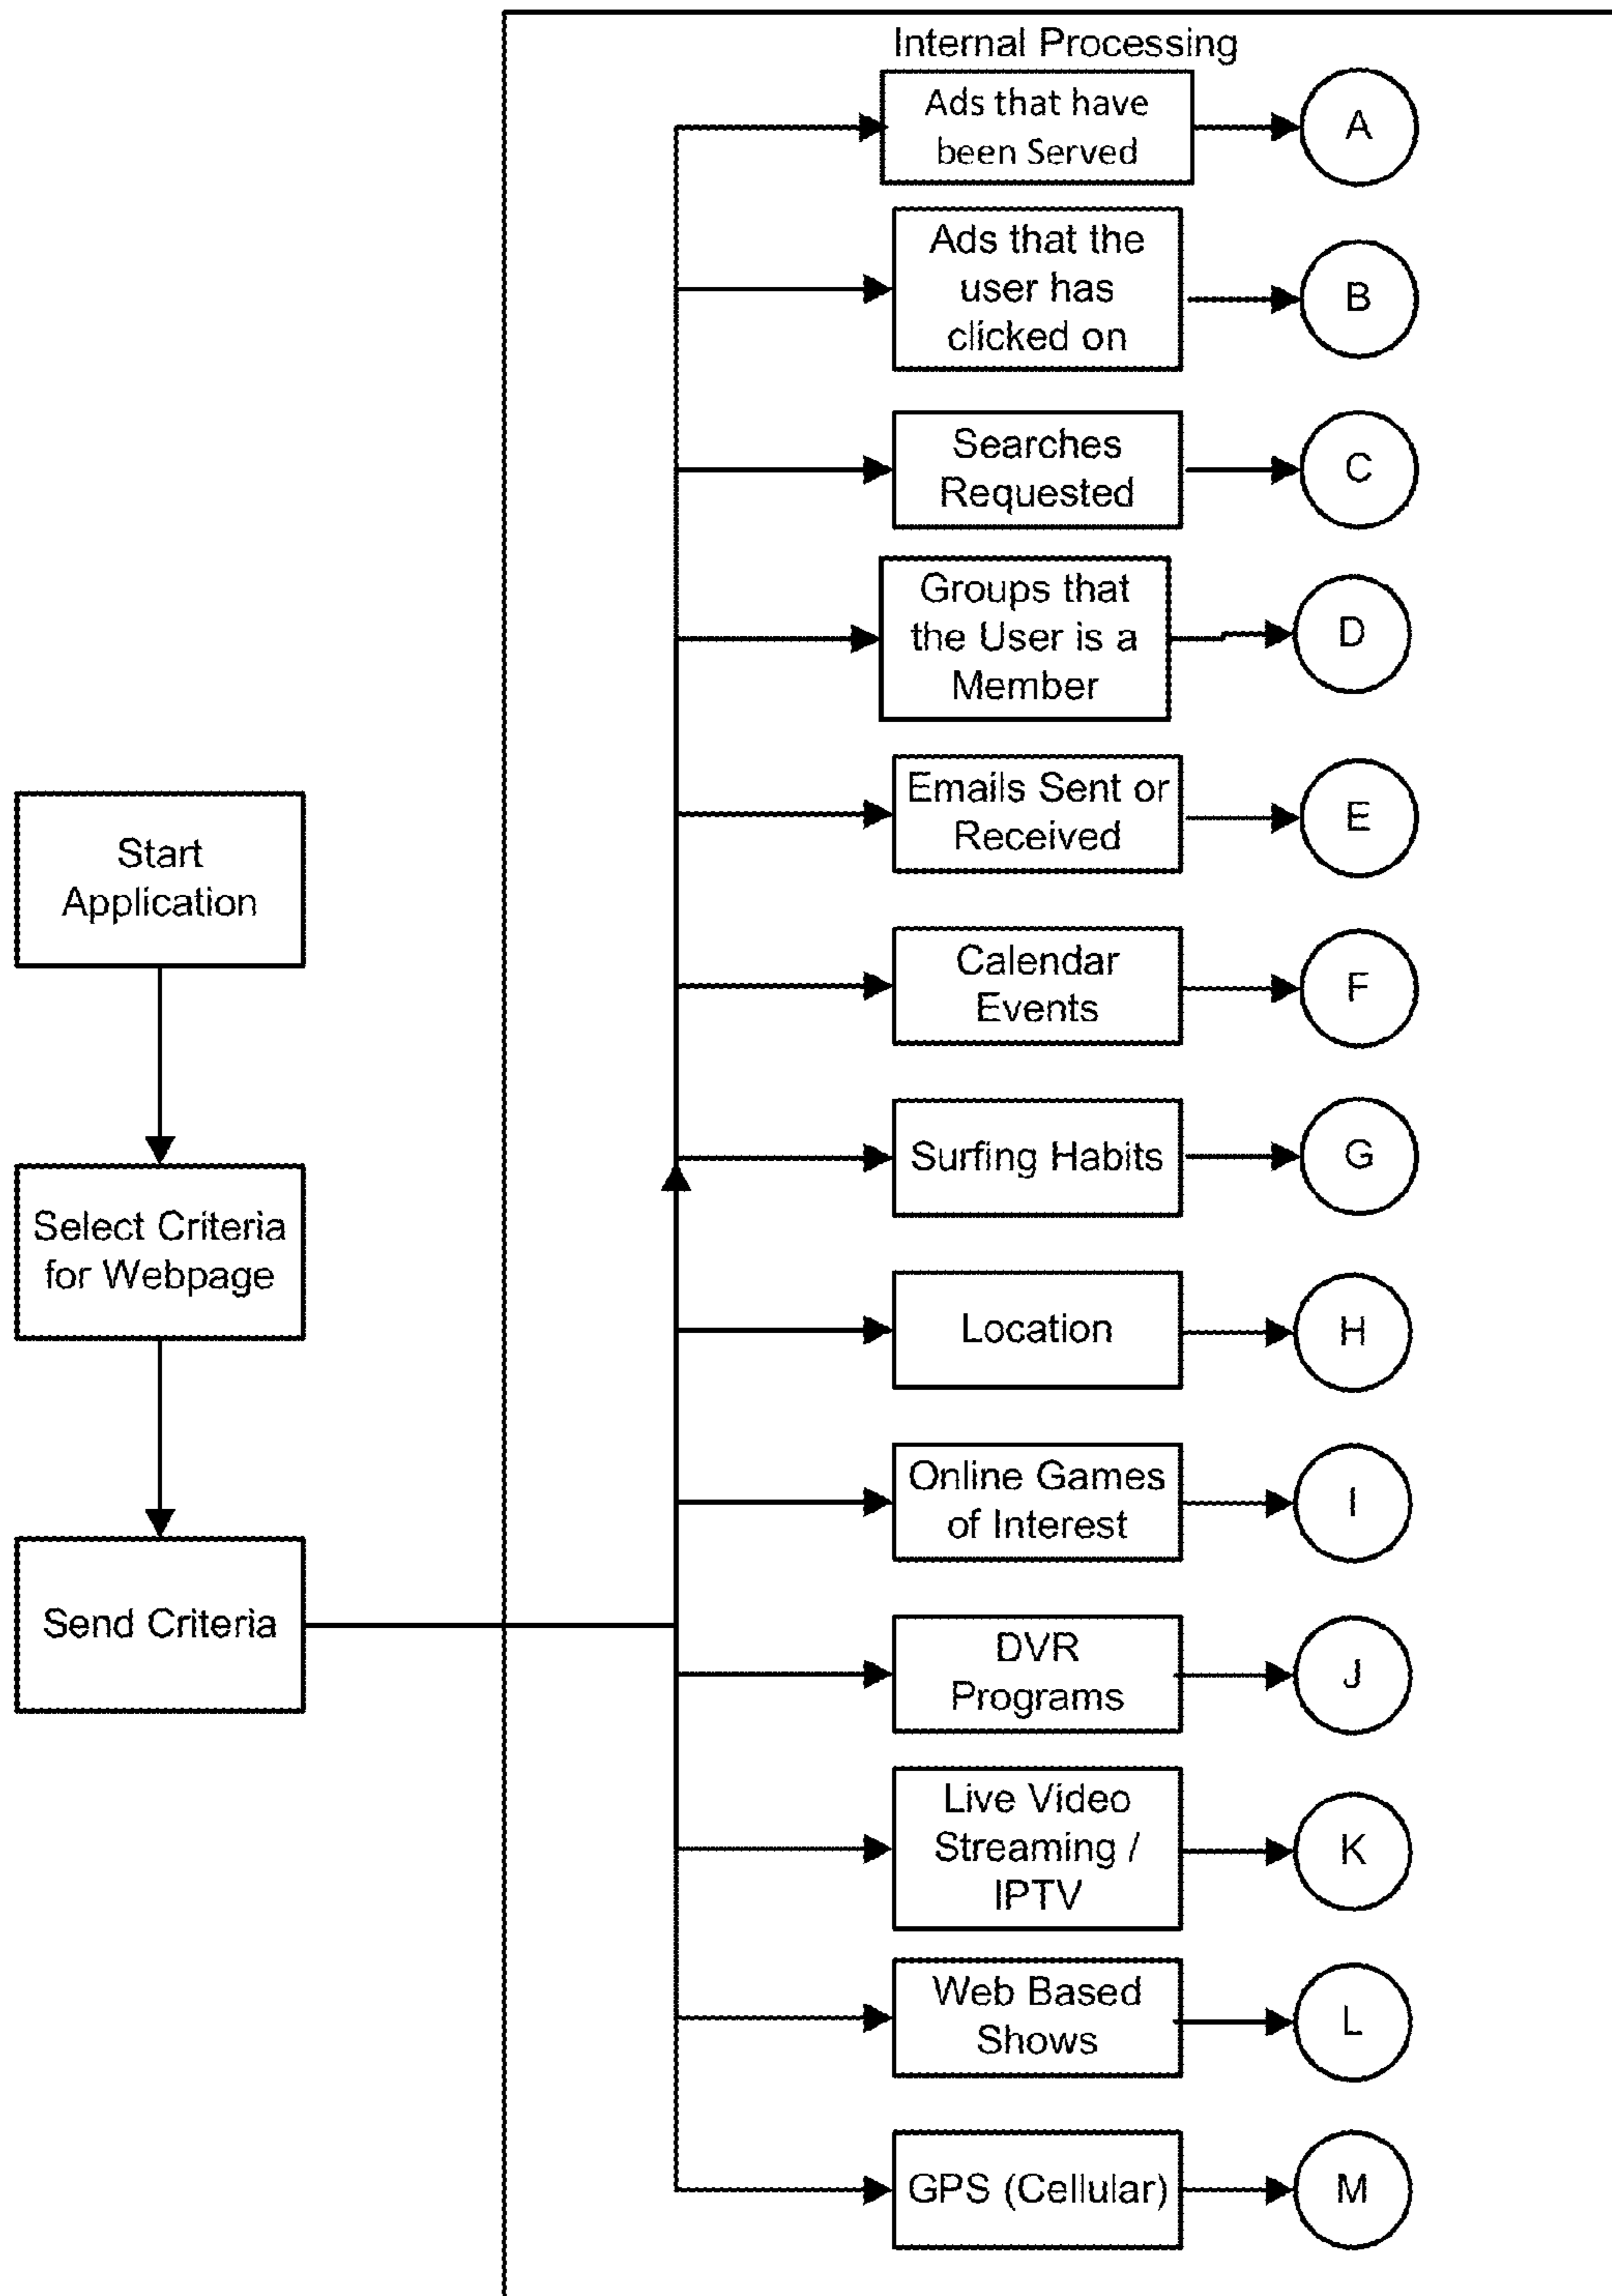 Internal Processing
Ads that have
been Served
A
Ads that the
user has
clicked on
B
Searches
Requested
C
Groups that
the User is a
Member
D
Emails Sent or
Received
E
Calendar
Events
F
Surfing Habits
G
Location
H
Online Games
of Interest
I
DVR
Programs
J
Live Video
Streaming /
IPTV
K
Web Based
Shows
L
GPS (Cellular)
M
Start
Application
Select Criteria
for Webpage
Send Criteria